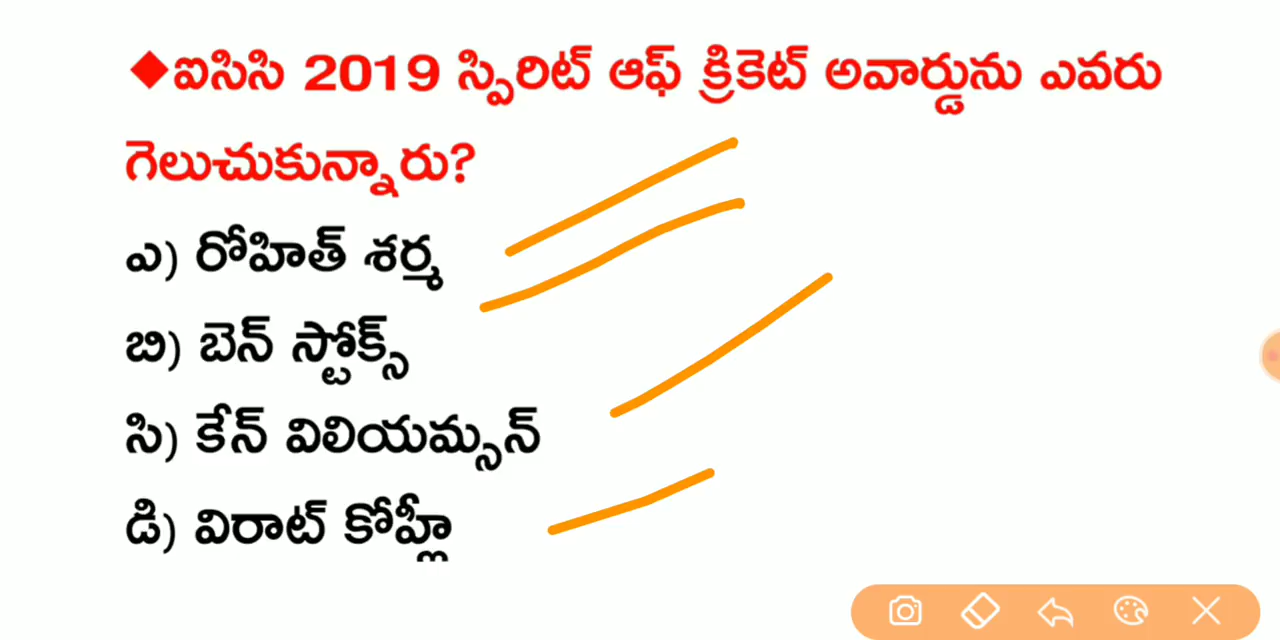 ◆ఐసిసి 2019 స్పిరిట్ ఆఫ్ క్రికెట్ అవార్డును ఎవరు
గెలుచుకున్నారు?
ఎ) రోహిత్ శర్మ
బి) బెన్ స్టోక్స్
సి) కేన్ విలియమ్సన్
డి) విరాట్ కోహ్లీ